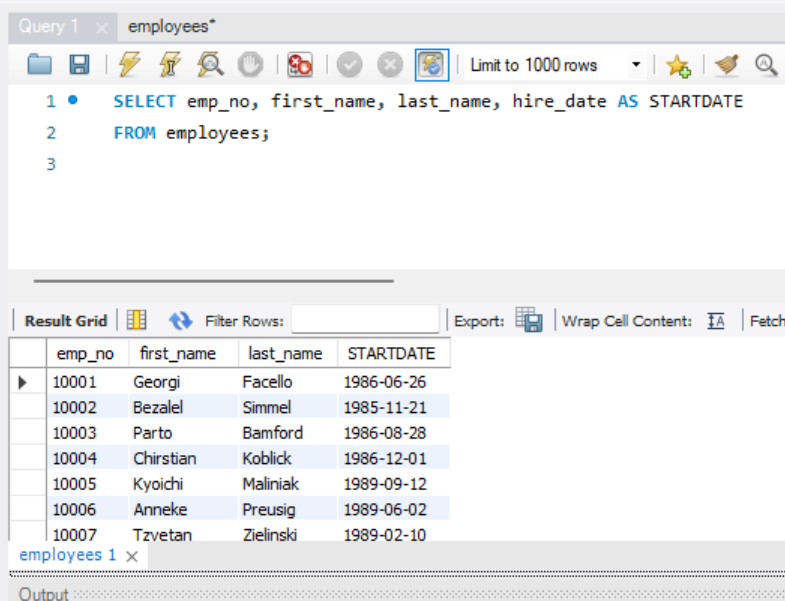 Query 1 employees*
Limit to 1000 rows
1 SELECT emp_no, first_name, last_name, hire_date AS STARTDATE
2 FROM employees;
3
Result Grid Filter Rows: Export: Wrap Cell Content: IA Fetch
emp_no first_name last_name STARTDATE
10001 Georgi Facello 1986-06-26
10002 Bezalel Simmel 1985-11-21
10003 Parto Bamford 1986-08-28
10004 Chirstian Koblick 1986-12-01
10005 Kyoichi Maliniak 1989-09-12
10006 Anneke Preusig 1989-06-02
10007 Tzvetan Zielinski 1989-02-10
employees 1
Output